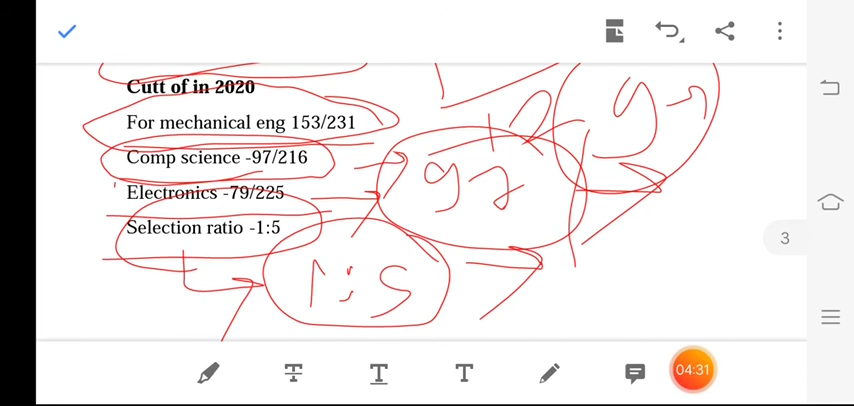 Cutt of in 2020
For mechanical eng 153/231
Comp science -97/216
97
Electronics -79/225
Selection ratio -1:5
1:5
3
04:31